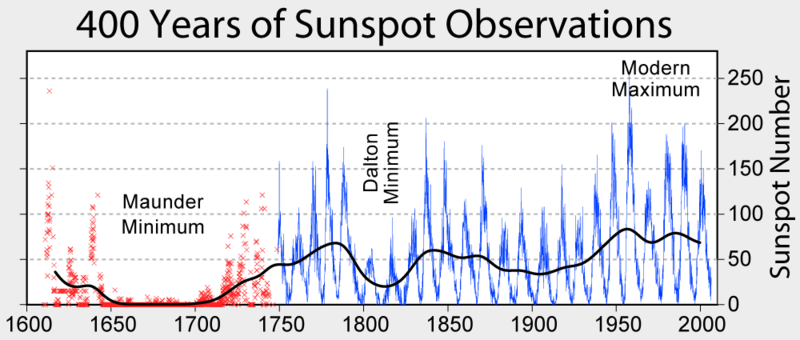 400 Years of Sunspot Observations
Modern
Maximum
Dalton
Minimum
Maunder
Minimum
250
200
150
100
50
0
Sunspot Number
1600
1650
1700
1750
1800
1850
1900
1950
2000